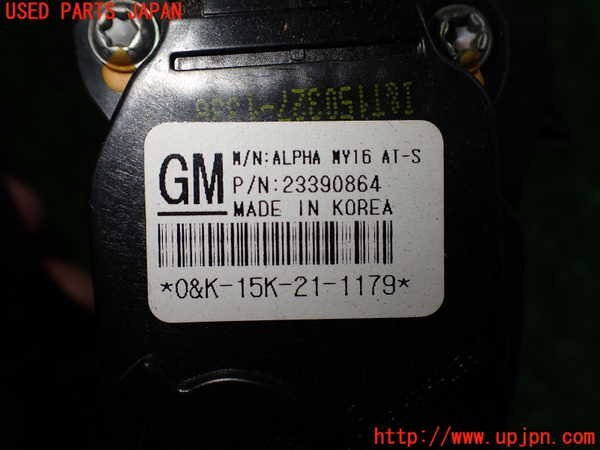 USED PARTS JAPAN
GM
M/N:ALPHA MY16 AT-S
P/N:23390864
MADE IN KOREA
*O&K-15K-21-1179*
http://www.upjpn.com